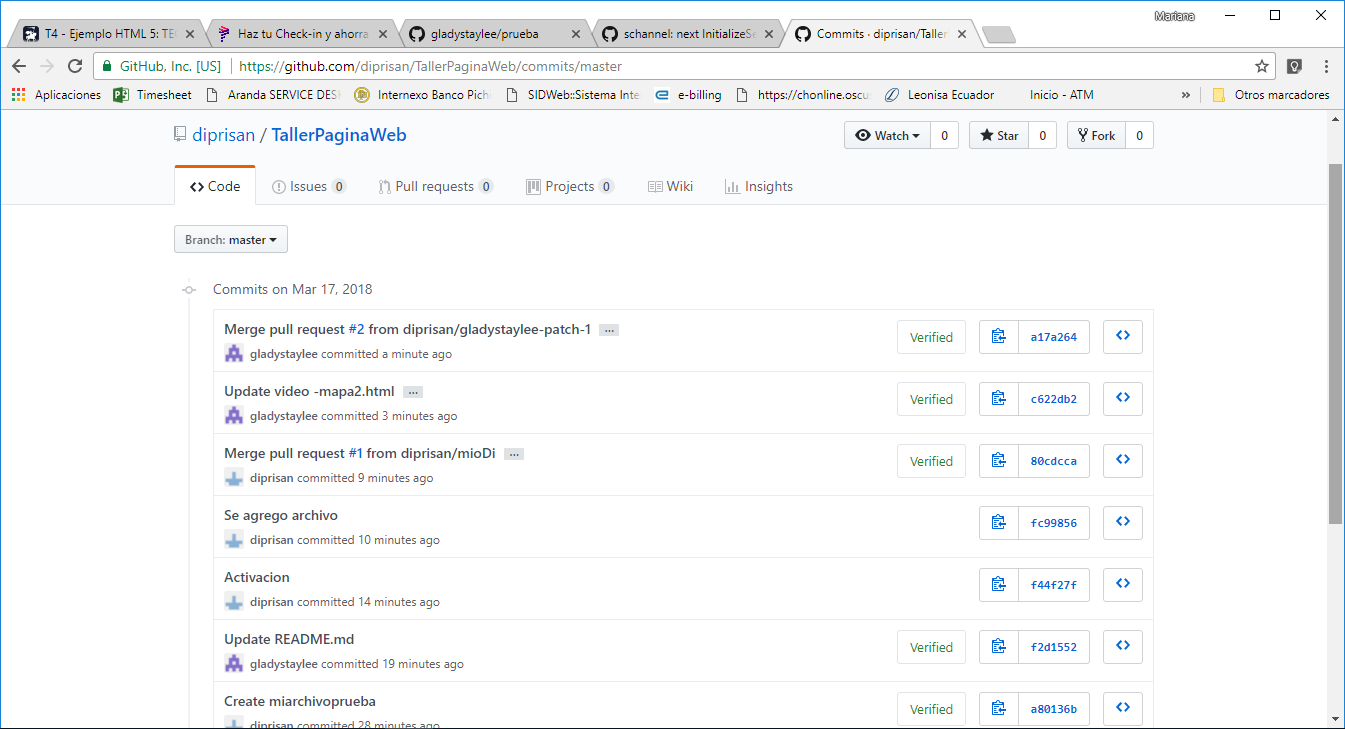 Mariana
T4 - Ejemplo HTML 5: TE
Haz tu Check-in y ahorra
gladystaylee/prueba
schannel: next InitializeSe
Commits · diprisan/Taller
GitHub, Inc. [US] https://github.com/diprisan/TallerPaginaWeb/commits/master
Aplicaciones Timesheet Aranda SERVICE DES Internexo Banco Pich SIDWeb::Sistema Inte e-billing https://chonline.oscu Leonisa Ecuador Inicio - ATM » Otros marcadores
diprisan / TallerPaginaWeb
Watch 0 Star 0 Fork 0
Code Issues 0 Pull requests 0 Projects 0 Wiki Insights
Branch: master
Commits on Mar 17, 2018
Merge pull request #2 from diprisan/gladystaylee-patch-1 ...
gladystaylee committed a minute ago
Verified a17a264
Update video -mapa2.html ...
gladystaylee committed 3 minutes ago
Verified c622db2
Merge pull request #1 from diprisan/mioDi ...
diprisan committed 9 minutes ago
Verified 80cdcca
Se agrego archivo
diprisan committed 10 minutes ago
fc99856
Activacion
diprisan committed 14 minutes ago
f44f27f
Update README.md
gladystaylee committed 19 minutes ago
Verified f2d1552
Create miarchivoprueba
diprisan committed 28 minutes ago
Verified a80136b